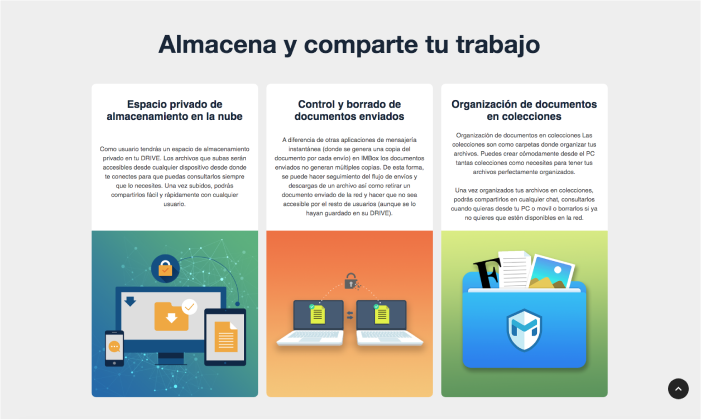 Almacena y comparte tu trabajo
Espacio privado de
almacenamiento en la nube
Como usuario tendrás un espacio de almacenamiento
privado en tu DRIVE. Los archivos que subas serán
accesibles desde cualquier dispositivo desde donde
te conectes para que puedas consultarlos siempre
que lo necesites. Una vez subidos, podrás
compartirlos fácil y rápidamente con cualquier
usuario.
Control y borrado de
documentos enviados
A diferencia de otras aplicaciones de mensajería
instantánea (donde se genera una copia del
documento por cada envío) en IMBox los documentos
enviados no generan múltiples copias. De esta forma,
se puede hacer seguimiento del flujo de envíos y
descargas de un archivo así como retirar un
documento enviado de la red y hacer que no sea
accesible por el resto de usuarios (aunque se lo
hayan guardado en su DRIVE).
Organización de documentos
en colecciones
Organización de documentos en colecciones Las
colecciones son como carpetas donde organizar tus
archivos. Puedes crear cómodamente desde el PC
tantas colecciones como necesites para tener tus
archivos perfectamente organizados.
Una vez organizados tus archivos en colecciones,
podrás compartirlos en cualquier chat, consultarlos
cuando quieras desde tu PC o movil o borrarlos si ya
no quieres que estén disponibles en la red.
F